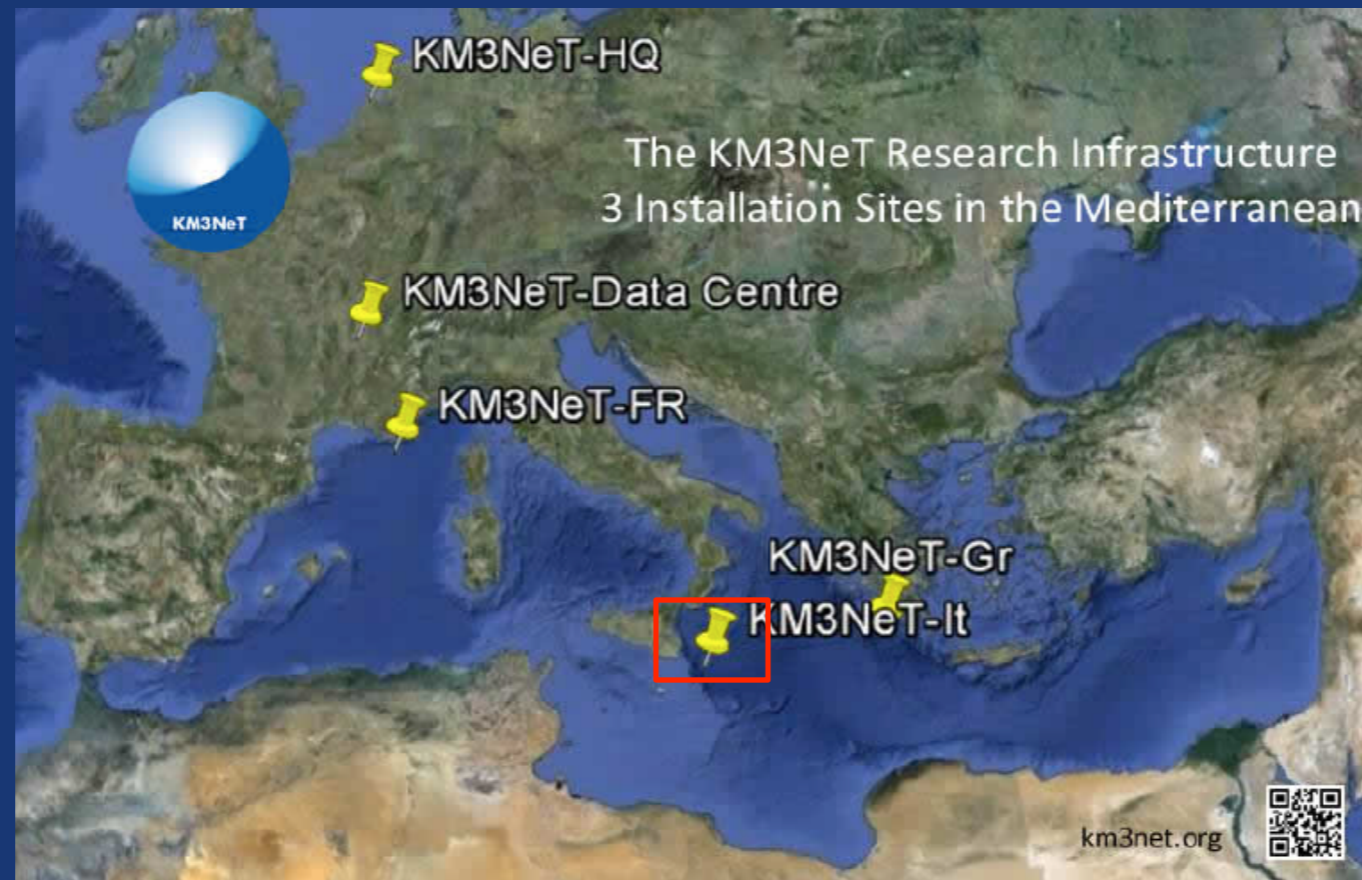 KM3NeT-HQ
The KM3NeT Research Infrastructure
3 Installation Sites in the Mediterranean
KM3NeT
KM3NeT-Data Centre
KM3NeT-FR
KM3NeT-Gr
KM3NeT-It
km3net.org